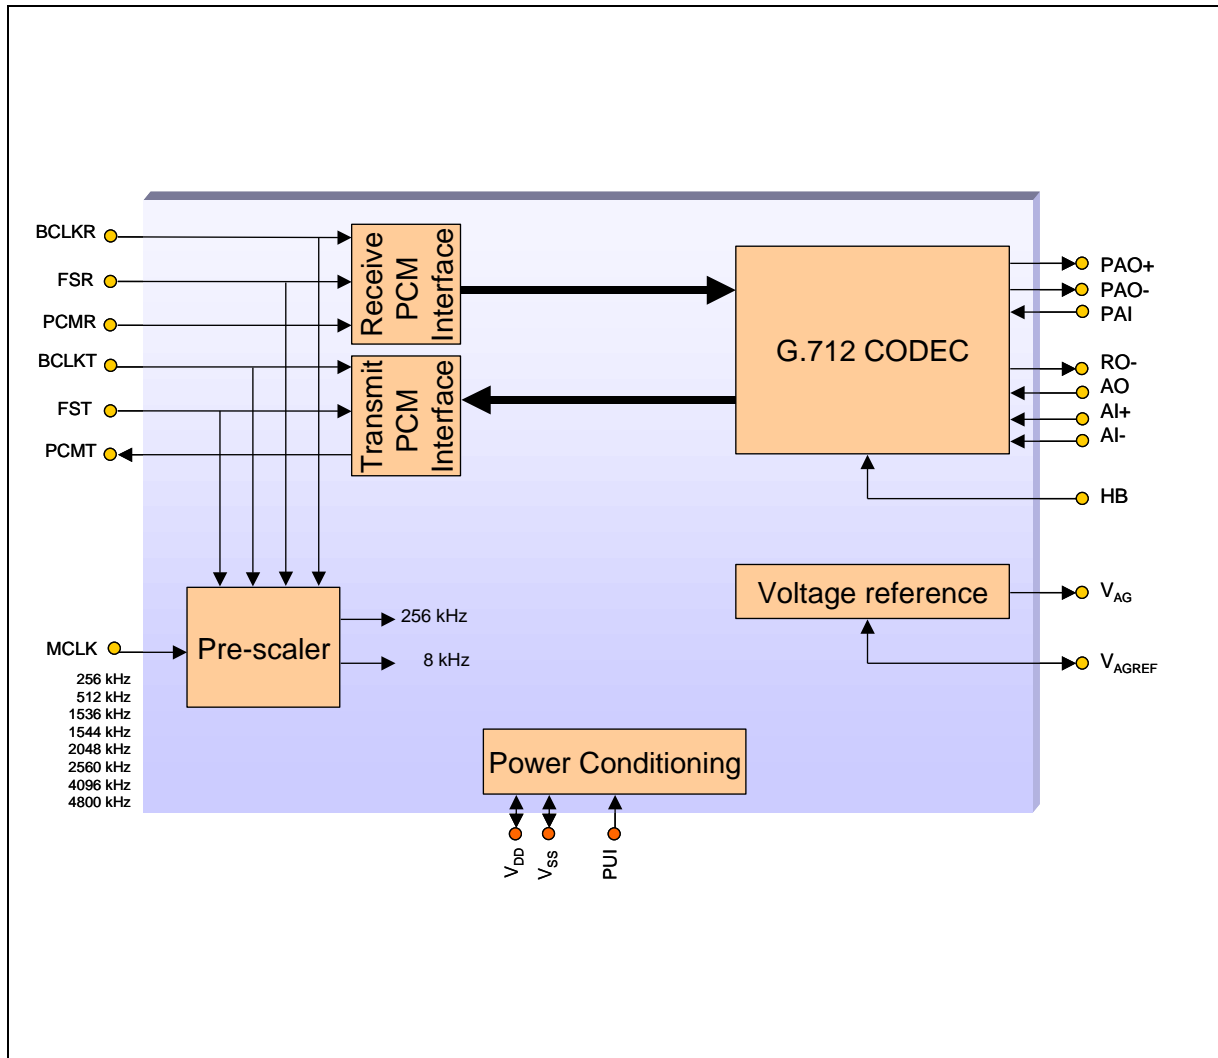 BCLKR
FSR
PCMR
BCLKT
FST
PCMT
Receive
PCM
Interface
Transmit
PCM
Interface
G.712 CODEC
PAO+
PAO-
PAI
RO-
AO
AI+
AI-
HB
Voltage reference
VAG
VAGREF
MCLK
256 kHz
512 kHz
1536 kHz
1544 kHz
2048 kHz
2560 kHz
4096 kHz
4800 kHz
Pre-scaler
256 kHz
8 kHz
Power Conditioning
VDD
VSS
PUI